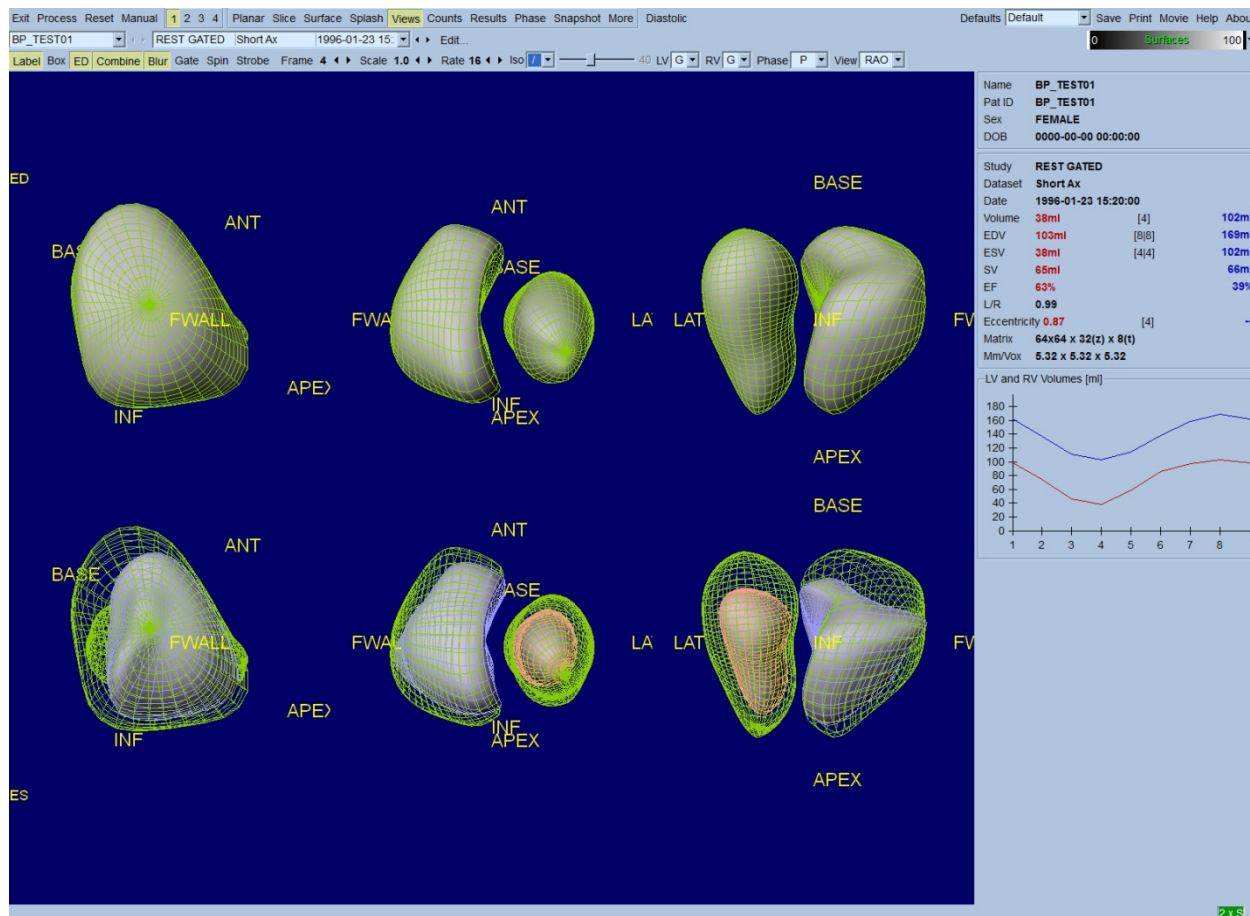 Exit Process Reset Manual 1 2 3 4 Planar Slice Surface Splash Views Counts Results Phase Snapshot More Diastolic Defaults Default Save Print Movie Help Abou
BP_TEST01 REST GATED Short Ax 1996-01-23 15: Edit... 0 Surfaces 100
Label Box ED Combine Blur Gate Spin Strobe Frame 4 Scale 1.0 Rate 16 Iso / 40 LV G RV G Phase P View RAO
Name BP_TEST01
Pat ID BP_TEST01
Sex FEMALE
DOB 0000-00-00 00:00:00
Study REST GATED
Dataset Short Ax
Date 1996-01-23 15:20:00
Volume 38ml [4] 102m
EDV 103ml [8|8] 169m
ESV 38ml [4|4] 102m
SV 65ml 66m
EF 63% 39%
L/R 0.99
Eccentricity 0.87 [4] --
Matrix 64x64 x 32(z) x 8(t)
Mm/Vox 5.32 x 5.32 x 5.32
LV and RV Volumes [ml]
180
160
140
120
100
80
60
40
20
0
1 2 3 4 5 6 7 8
ED
BASE
ANT ANT
BAS BASE
FWALL FWA LA LAT INF FW
APEX
INF INF
APEX
APEX
BASE
ANT ANT
BASE BASE
FWALL FWAL LA LAT INF FW
APEX
INF INF
APEX
APEX
ES
2 x S